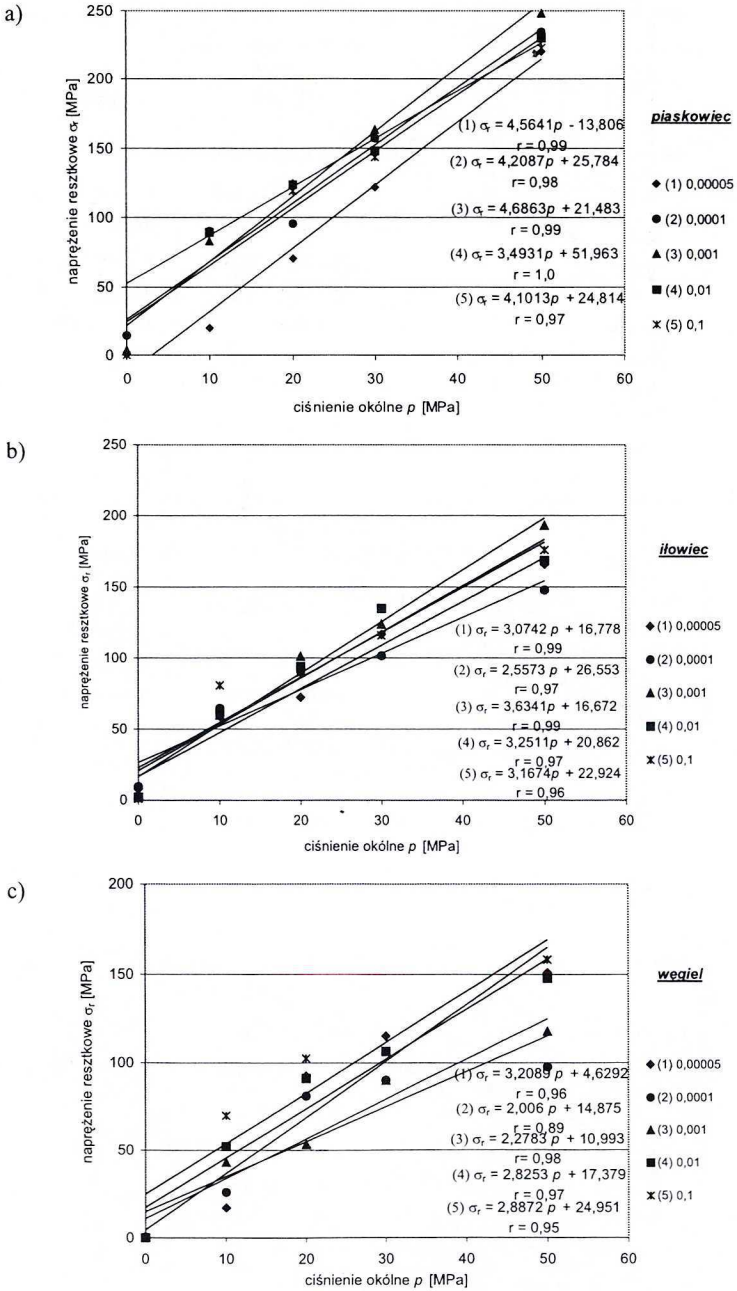 a)
naprężenie resztkowe σr [MPa]
250
200
150
100
50
0
0 10 20 30 40 50 60
ciśnienie okólne p [MPa]
(1) σr = 4,5641p - 13,806
r = 0,99
(2) σr = 4,2087p + 25,784
r= 0,98
(3) σr = 4,6863p + 21,483
r = 0,99
(4) σr = 3,4931p + 51,963
r = 1,0
(5) σr = 4,1013p + 24,814
r = 0,97
piaskowiec
(1) 0,00005
(2) 0,0001
(3) 0,001
(4) 0,01
(5) 0,1
b)
naprężenie resztkowe σr [MPa]
250
200
150
100
50
0
0 10 20 30 40 50 60
ciśnienie okólne p [MPa]
(1) σr = 3,0742 p + 16,778
r = 0,99
(2) σr = 2,5573p + 26,553
r = 0,97
(3) σr = 3,6341p + 16,672
r = 0,99
(4) σr = 3,2511p + 20,862
r = 0,97
(5) σr = 3,1674p + 22,924
r = 0,96
iłowiec
(1) 0,00005
(2) 0,0001
(3) 0,001
(4) 0,01
(5) 0,1
c)
naprężenie resztkowe σr [MPa]
200
150
100
50
0
0 10 20 30 40 50 60
ciśnienie okólne p [MPa]
(1) σr = 3,2089 p + 4,6292
r = 0,96
(2) σr = 2,006 p + 14,875
r = 0,89
(3) σr = 2,2783p + 10,993
r = 0,98
(4) σr = 2,8253p + 17,379
r = 0,97
(5) σr = 2,8872 p + 24,951
r = 0,95
węgiel
(1) 0,00005
(2) 0,0001
(3) 0,001
(4) 0,01
(5) 0,1